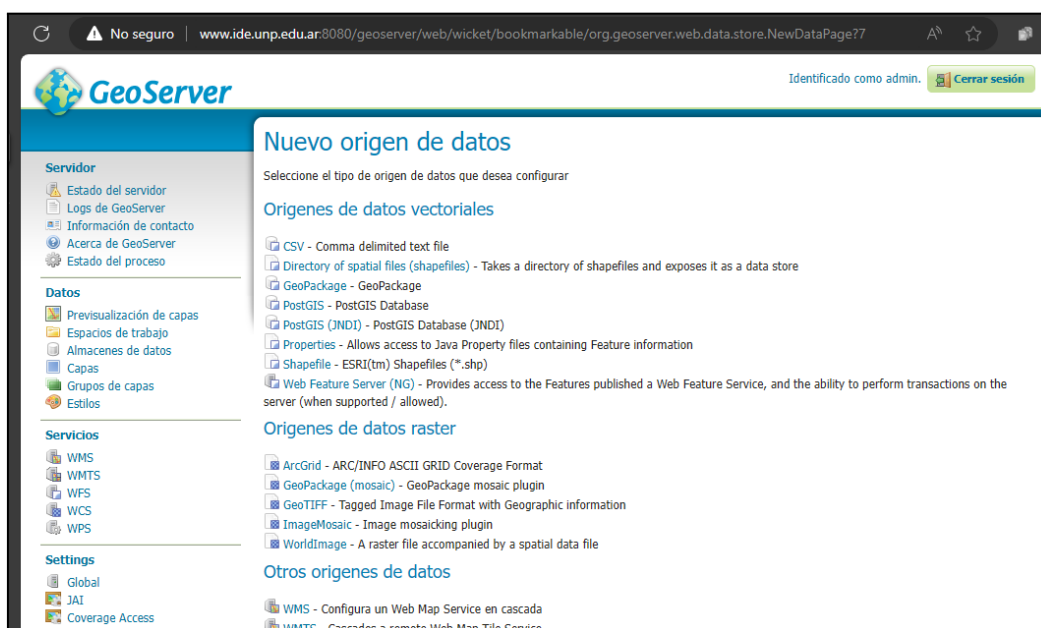 No seguro | www.ide.unp.edu.ar:8080/geoserver/web/wicket/bookmarkable/org.geoserver.web.data.store.NewDataPage?7
GeoServer
Identificado como admin.
Cerrar sesión
Servidor
Estado del servidor
Logs de GeoServer
Información de contacto
Acerca de GeoServer
Estado del proceso
Datos
Previsualización de capas
Espacios de trabajo
Almacenes de datos
Capas
Grupos de capas
Estilos
Servicios
WMS
WMTS
WFS
WCS
WPS
Settings
Global
JAI
Coverage Access
Nuevo origen de datos
Seleccione el tipo de origen de datos que desea configurar
Origenes de datos vectoriales
CSV - Comma delimited text file
Directory of spatial files (shapefiles) - Takes a directory of shapefiles and exposes it as a data store
GeoPackage - GeoPackage
PostGIS - PostGIS Database
PostGIS (JNDI) - PostGIS Database (JNDI)
Properties - Allows access to Java Property files containing Feature information
Shapefile - ESRI(tm) Shapefiles (*.shp)
Web Feature Server (NG) - Provides access to the Features published a Web Feature Service, and the ability to perform transactions on the
server (when supported / allowed).
Origenes de datos raster
ArcGrid - ARC/INFO ASCII GRID Coverage Format
GeoPackage (mosaic) - GeoPackage mosaic plugin
GeoTIFF - Tagged Image File Format with Geographic information
ImageMosaic - Image mosaicking plugin
WorldImage - A raster file accompanied by a spatial data file
Otros origenes de datos
WMS - Configura un Web Map Service en cascada
WMTS - Cascades a remote Web Map Tile Service